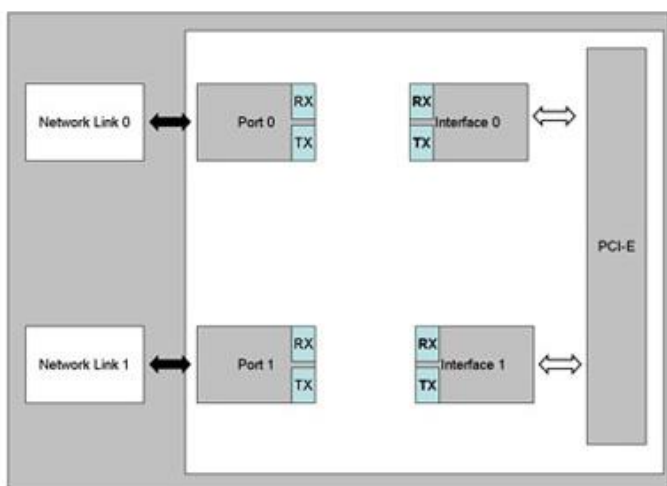 Network Link 0
Port 0
RX
TX
RX
TX
Interface 0
PCI-E
Network Link 1
Port 1
RX
TX
RX
TX
Interface 1